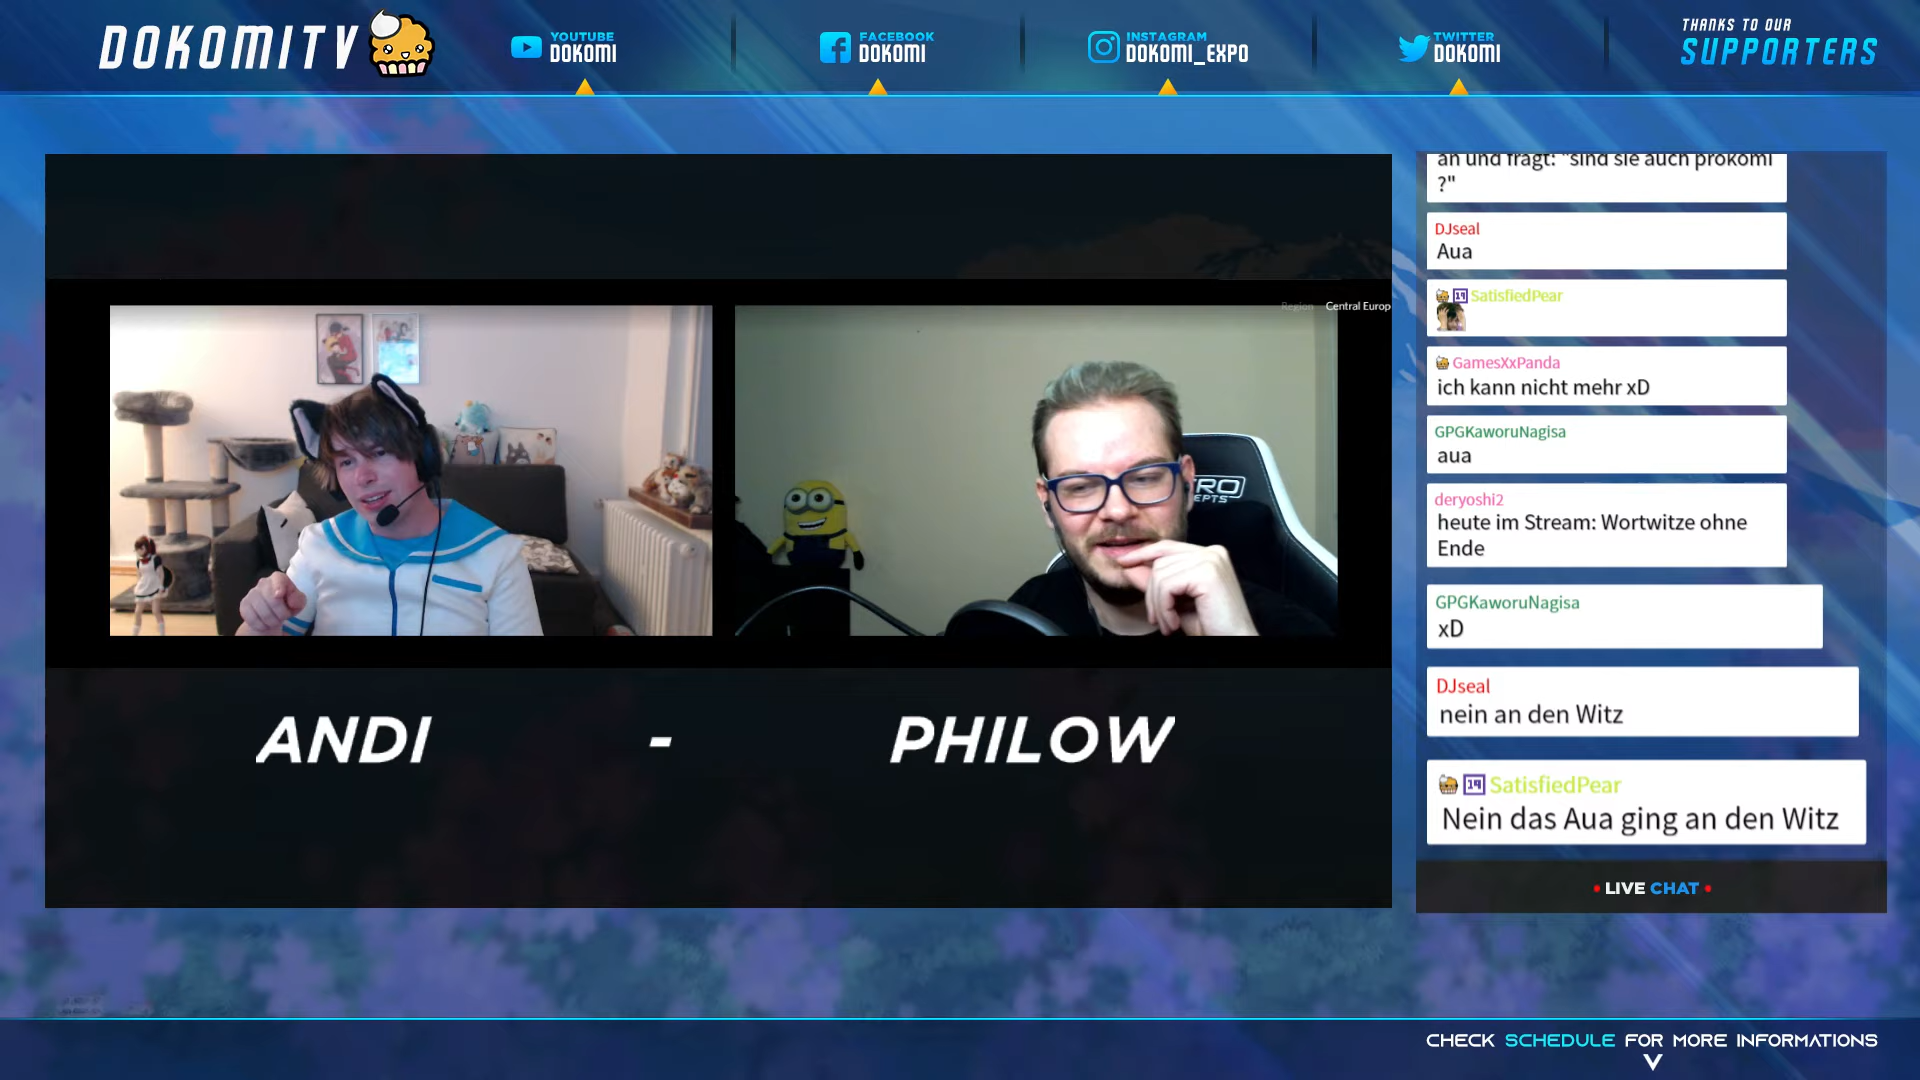 DOKOMITV
YOUTUBE
DOKOMI
FACEBOOK
DOKOMI
INSTAGRAM
DOKOMI_EXPO
TWITTER
DOKOMI
THANKS TO OUR
SUPPORTERS
Region Central Europ
ANDI - PHILOW
an und fragt: "sind sie auch prokomi
?"
DJseal
Aua
19 SatisfiedPear
GamesXxPanda
ich kann nicht mehr xD
GPGKaworuNagisa
aua
deryoshi2
heute im Stream: Wortwitze ohne
Ende
GPGKaworuNagisa
xD
DJseal
nein an den Witz
19 SatisfiedPear
Nein das Aua ging an den Witz
• LIVE CHAT •
CHECK SCHEDULE FOR MORE INFORMATIONS